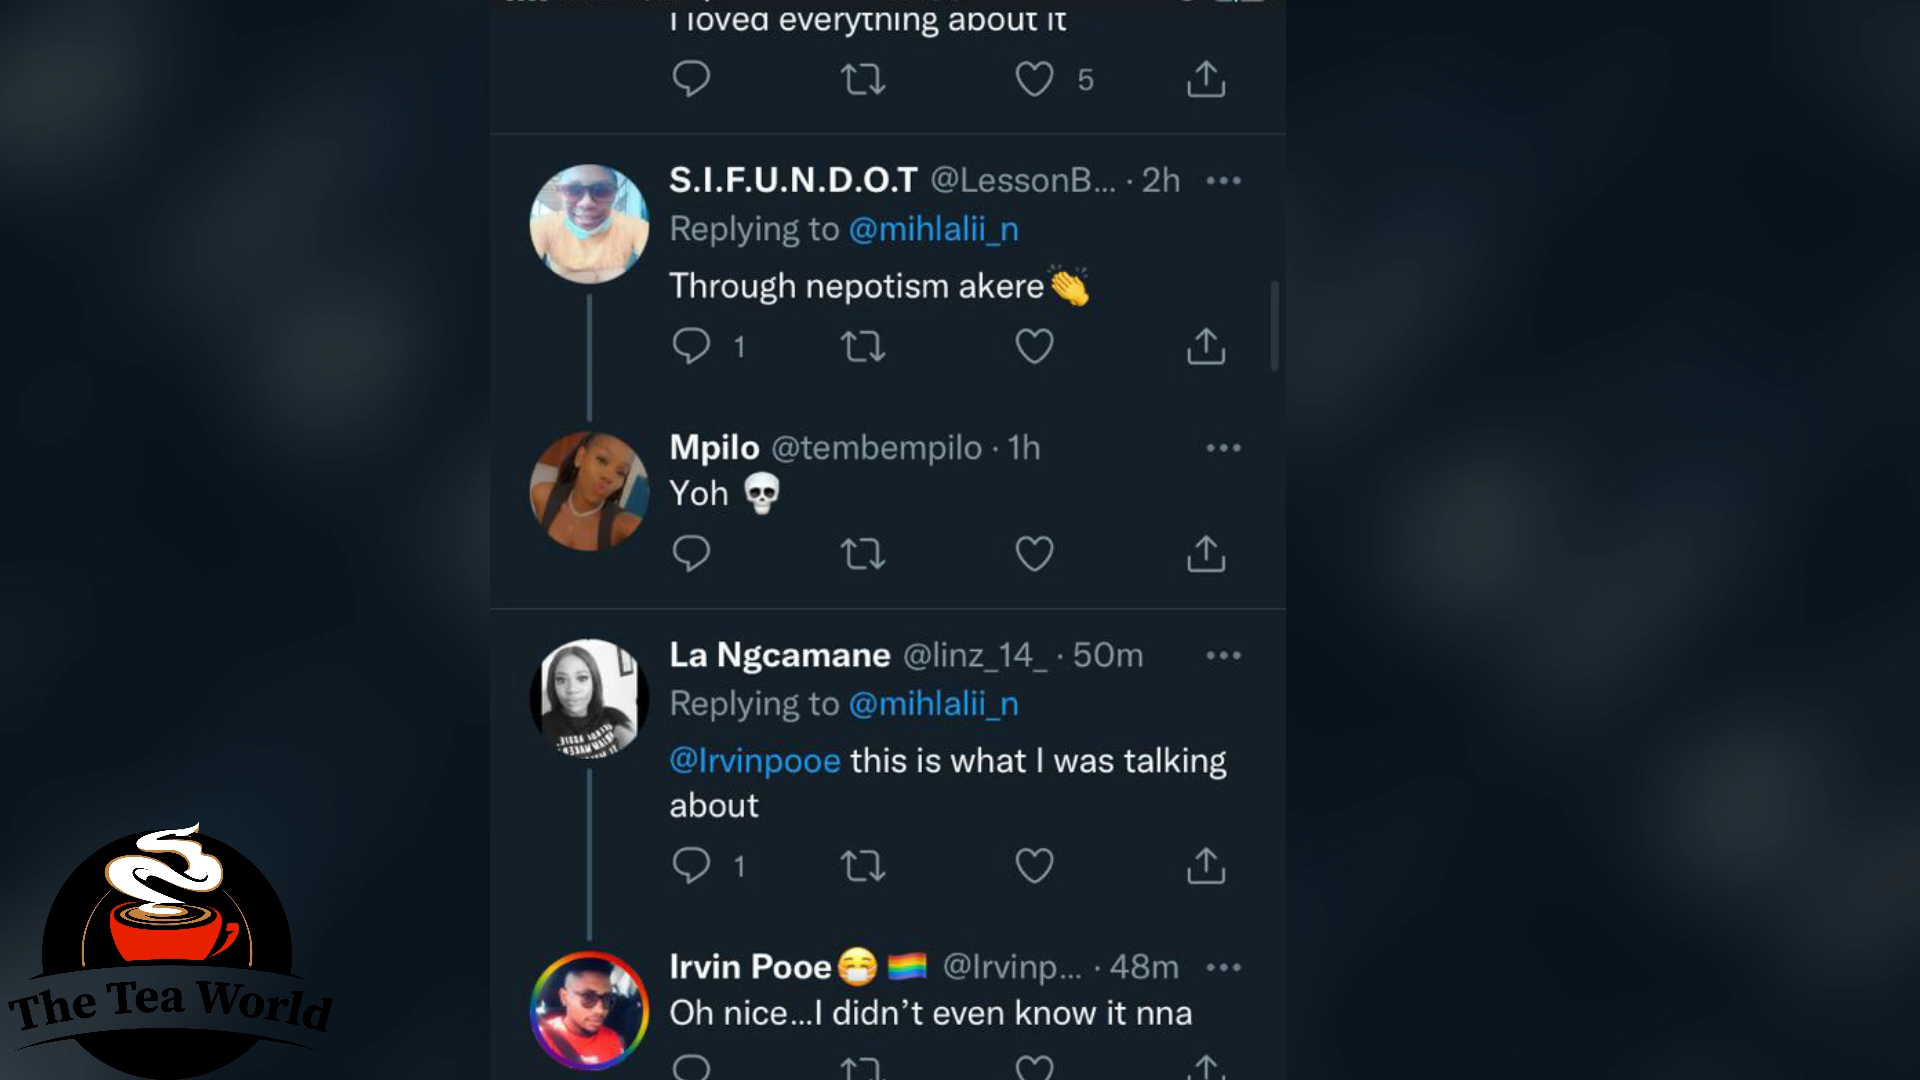 I loved everything about it
5
S.I.F.U.N.D.O.T @LessonB... · 2h
Replying to @mihlalii_n
Through nepotism akere👏
1
Mpilo @tembempilo · 1h
Yoh 💀
La Ngcamane @linz_14_ · 50m
Replying to @mihlalii_n
@Irvinpooe this is what I was talking
about
1
Irvin Pooe😷🏳️‍🌈 @Irvinp... · 48m
Oh nice...I didn't even know it nna
The Tea World